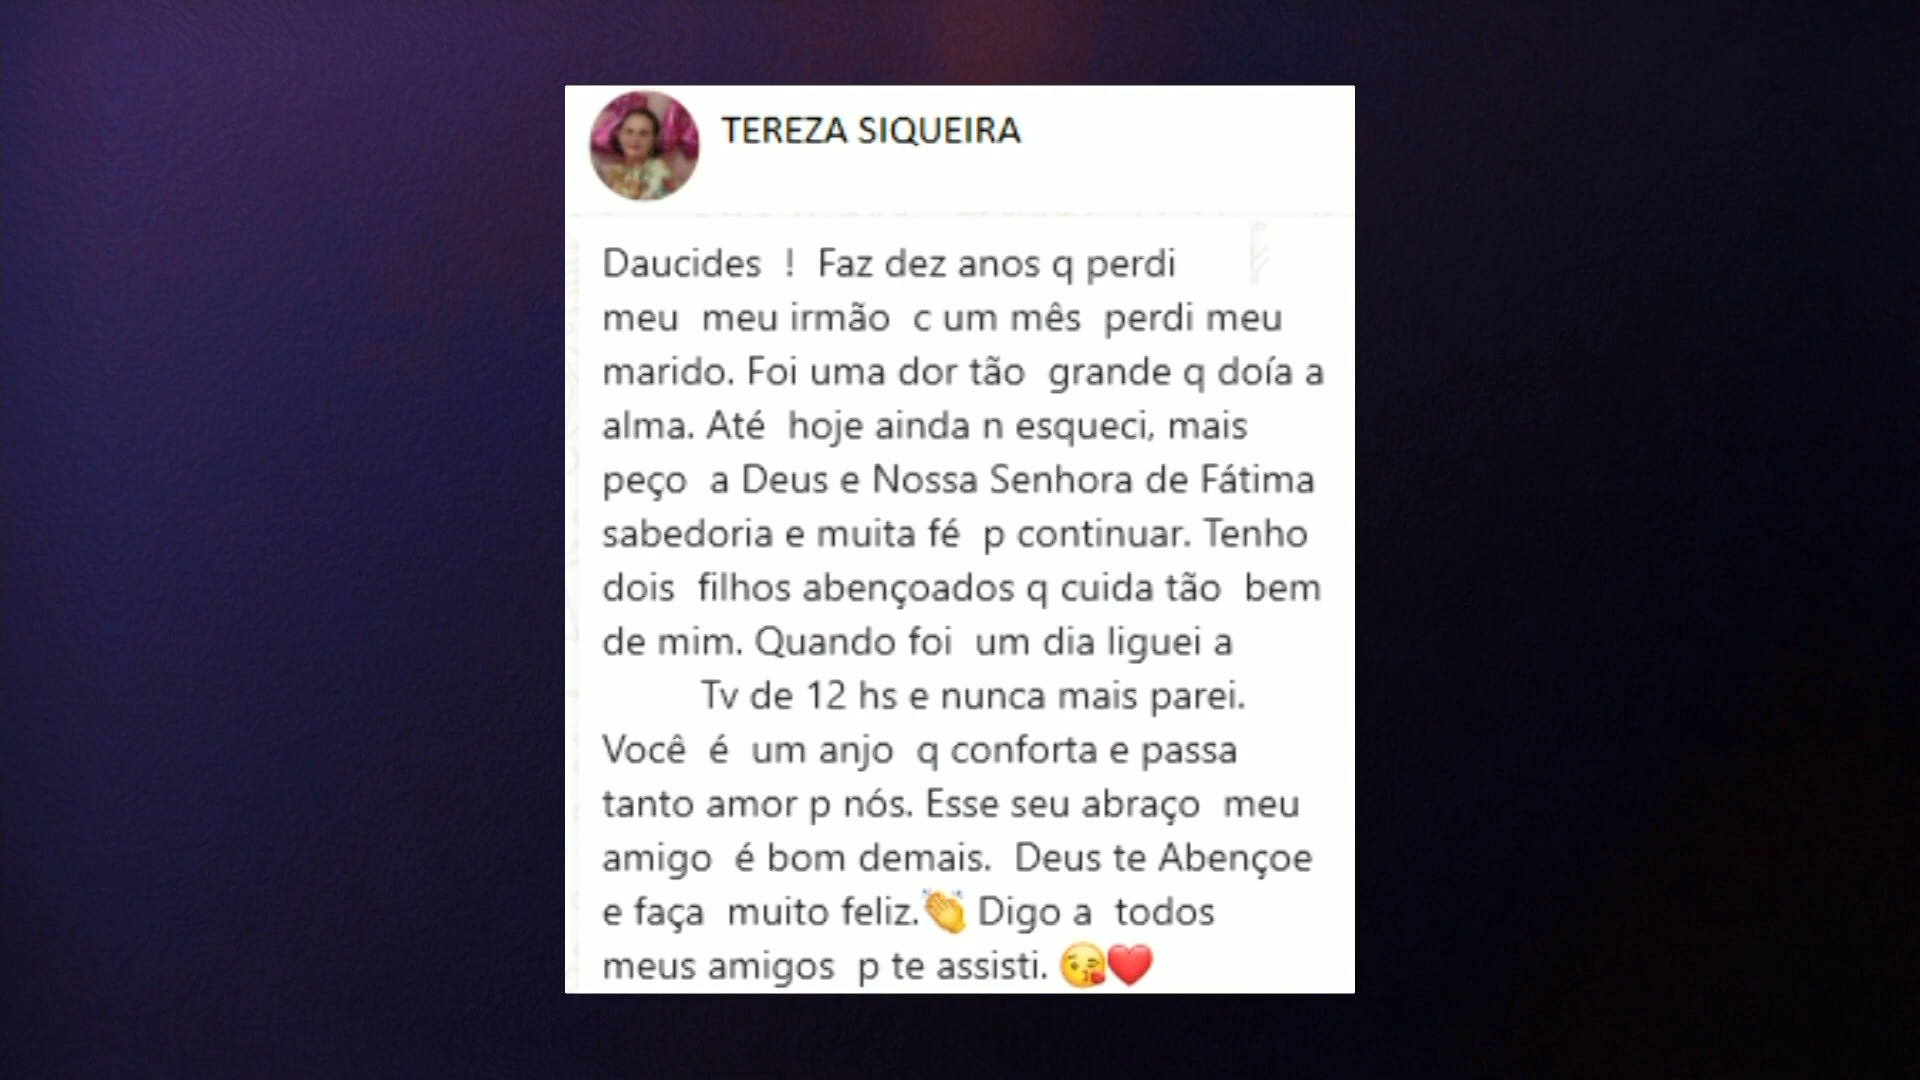 TEREZA SIQUEIRA
Daucides ! Faz dez anos q perdi
meu meu irmão c um mês perdi meu
marido. Foi uma dor tão grande q doía a
alma. Até hoje ainda n esqueci, mais
peço a Deus e Nossa Senhora de Fátima
sabedoria e muita fé p continuar. Tenho
dois filhos abençoados q cuida tão bem
de mim. Quando foi um dia liguei a
Tv de 12 hs e nunca mais parei.
Você é um anjo q conforta e passa
tanto amor p nós. Esse seu abraço meu
amigo é bom demais. Deus te Abençoe
e faça muito feliz.👏 Digo a todos
meus amigos p te assisti. 😘❤️